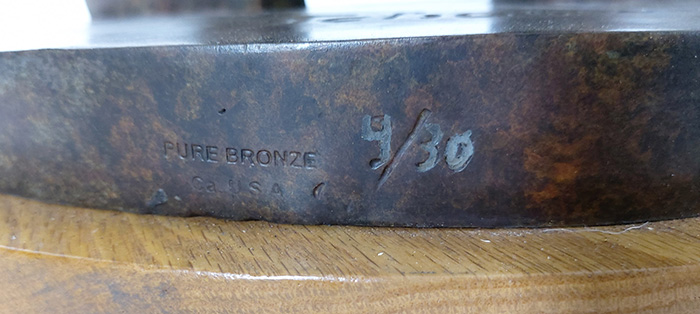 PURE BRONZE 9/30
Ca. U S A